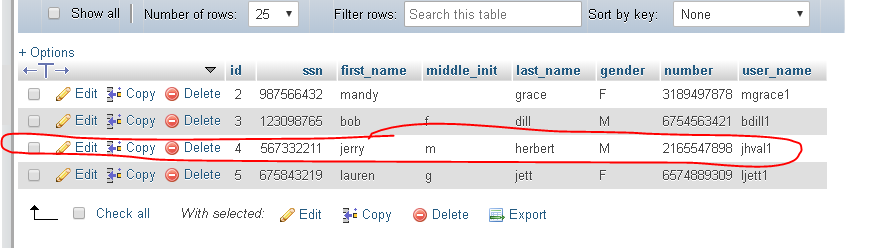 Show all Number of rows: 25 Filter rows: Search this table Sort by key: None
+ Options
id ssn first_name middle_init last_name gender number user_name
Edit Copy Delete 2 987566432 mandy grace F 3189497878 mgrace1
Edit Copy Delete 3 123098765 bob f dill M 6754563421 bdill1
Edit Copy Delete 4 567332211 jerry m herbert M 2165547898 jhval1
Edit Copy Delete 5 675843219 lauren g jett F 6574889309 ljett1
Check all With selected: Edit Copy Delete Export